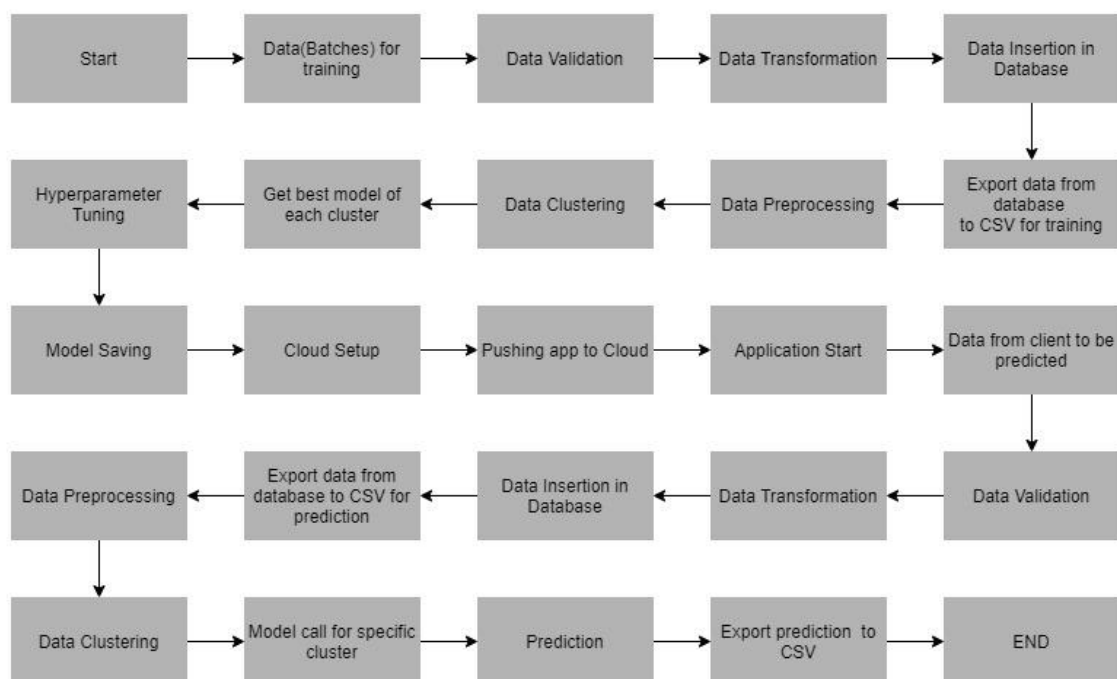 Start
Data(Batches) for
training
Data Validation
Data Transformation
Data Insertion in
Database
Hyperparameter
Tuning
Get best model of
each cluster
Data Clustering
Data Preprocessing
Export data from
database
to CSV for training
Model Saving
Cloud Setup
Pushing app to Cloud
Application Start
Data from client to be
predicted
Data Preprocessing
Export data from
database to CSV for
prediction
Data Insertion in
Database
Data Transformation
Data Validation
Data Clustering
Model call for specific
cluster
Prediction
Export prediction to
CSV
END